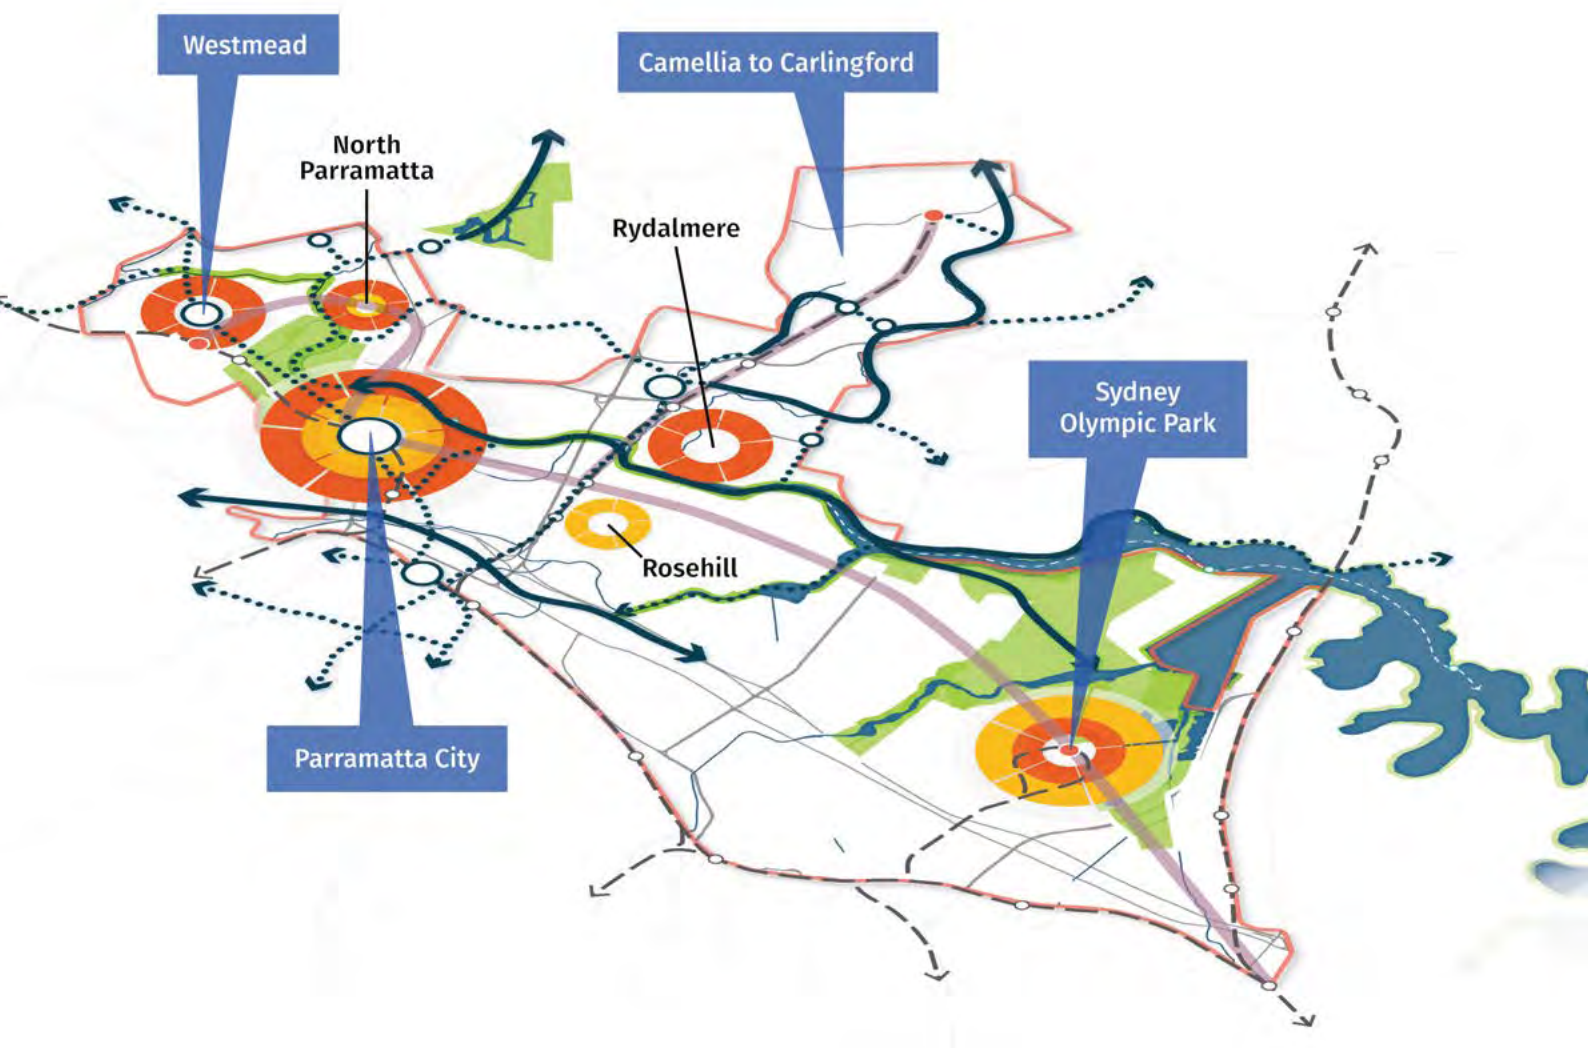 Westmead
Camellia to Carlingford
North
Parramatta
Rydalmere
Sydney
Olympic Park
Rosehill
Parramatta City